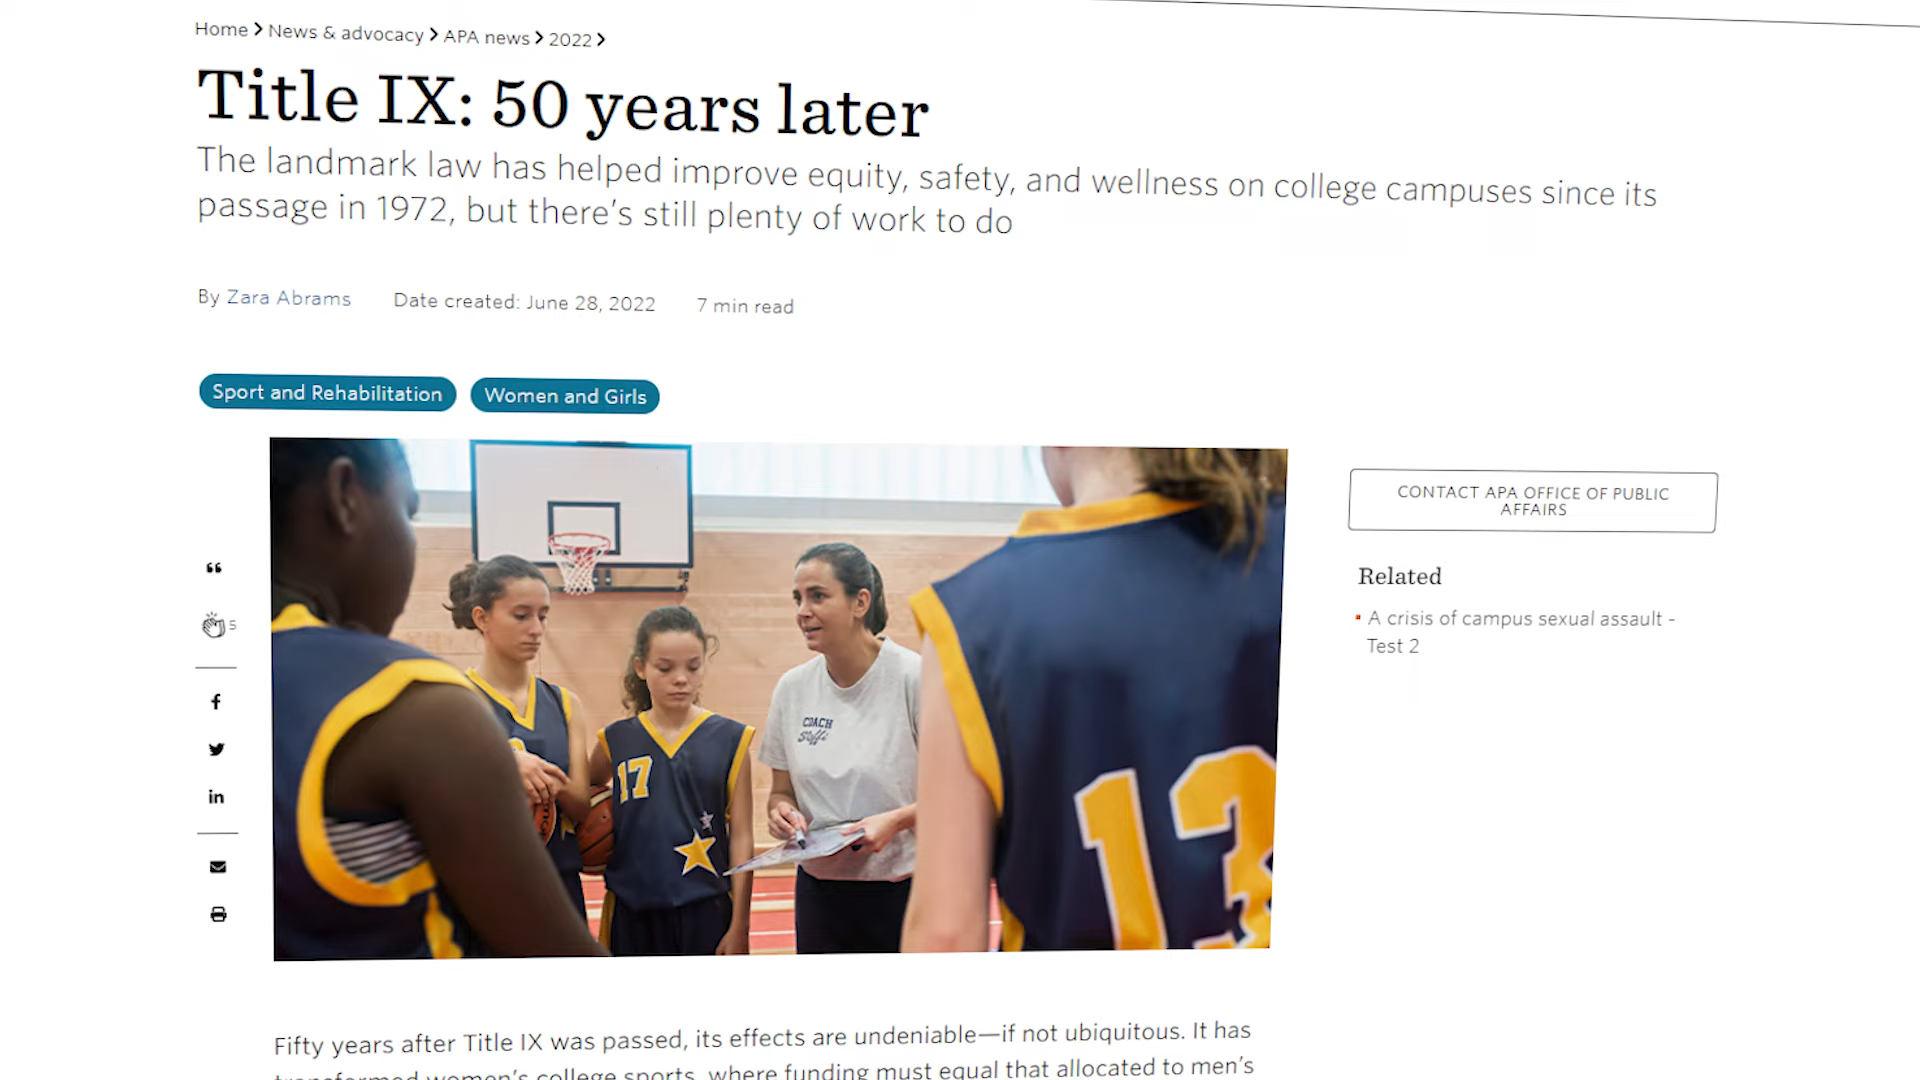 Home > News & advocacy > APA news > 2022 >
Title IX: 50 years later
The landmark law has helped improve equity, safety, and wellness on college campuses since its
passage in 1972, but there's still plenty of work to do
By Zara Abrams Date created: June 28, 2022 7 min read
Sport and Rehabilitation Women and Girls
CONTACT APA OFFICE OF PUBLIC
AFFAIRS
Related
A crisis of campus sexual assault -
Test 2
5
COACH
Steffi
17
13
Fifty years after Title IX was passed, its effects are undeniable—if not ubiquitous. It has
transformed women's college sports, where funding must equal that allocated to men's